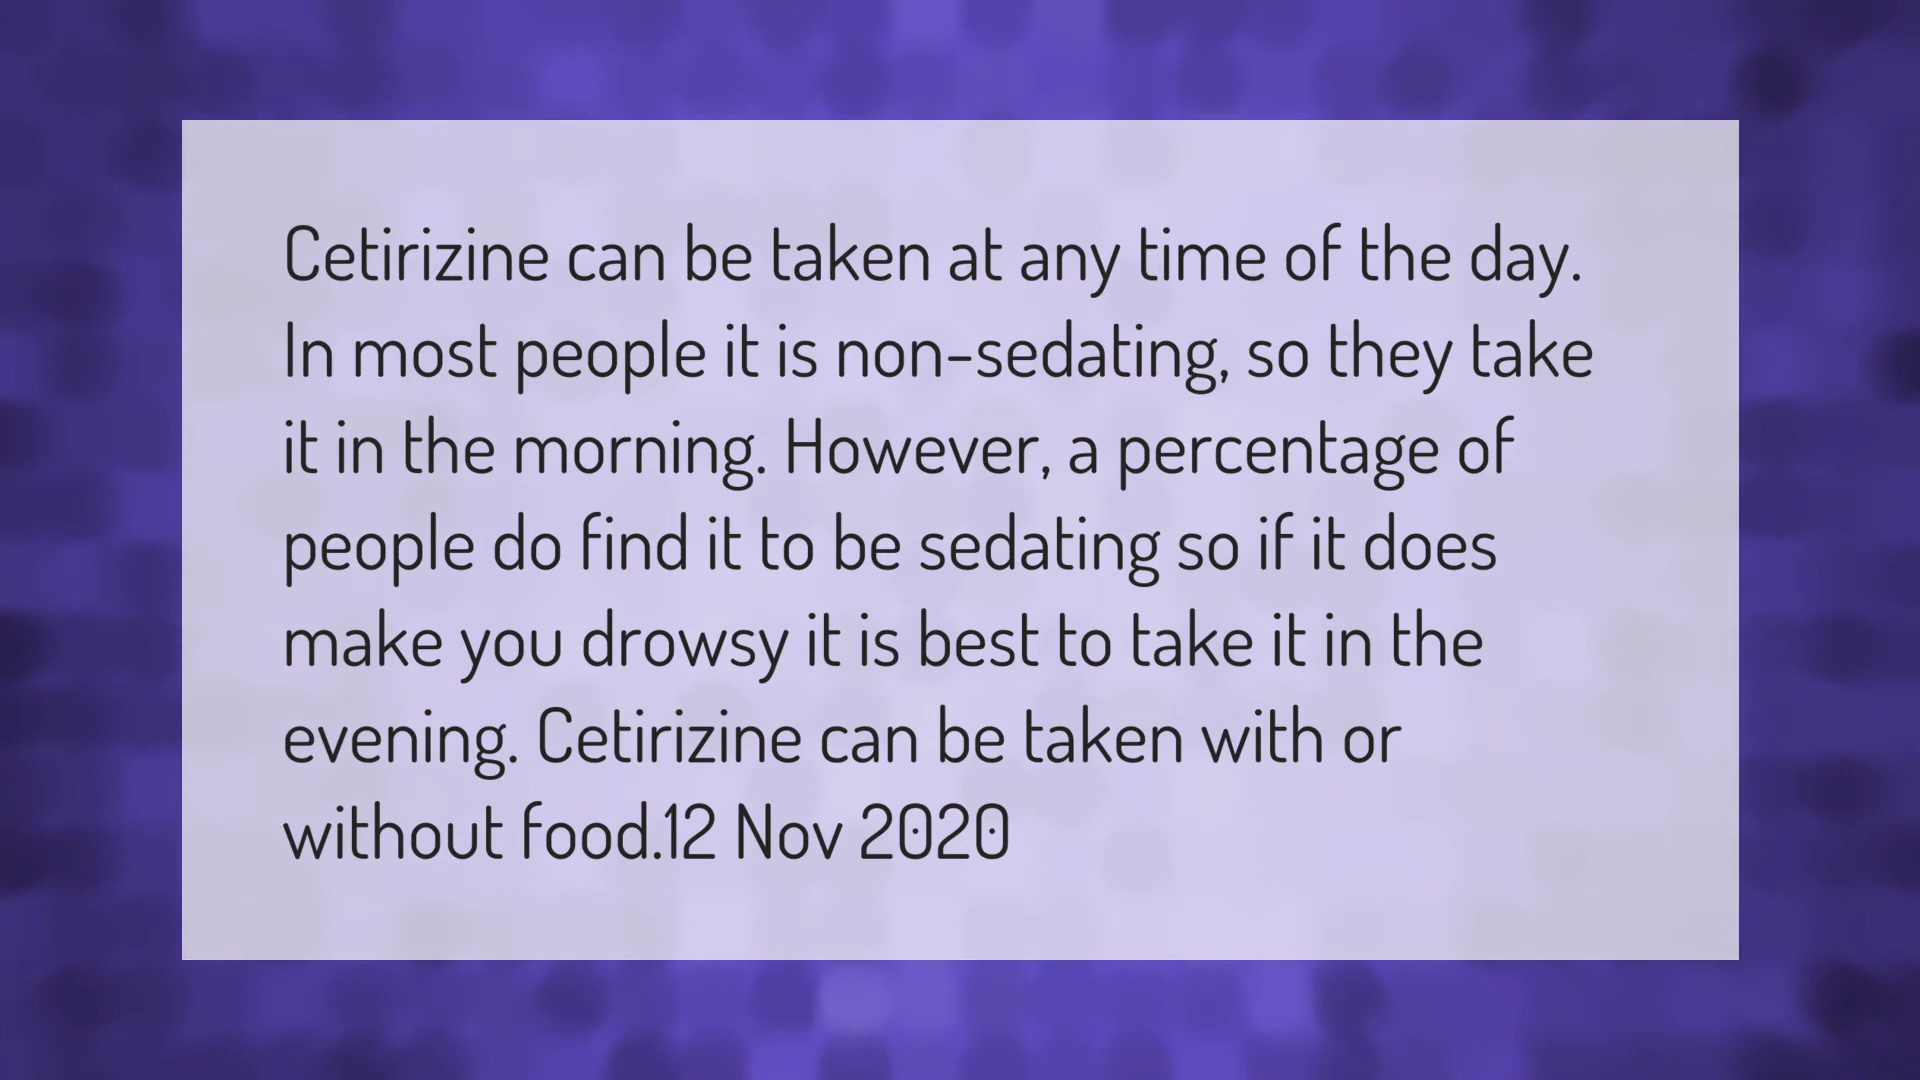 Cetirizine can be taken at any time of the day.
In most people it is non-sedating, so they take
it in the morning. However, a percentage of
people do find it to be sedating so if it does
make you drowsy it is best to take it in the
evening. Cetirizine can be taken with or
without food.12 Nov 2020